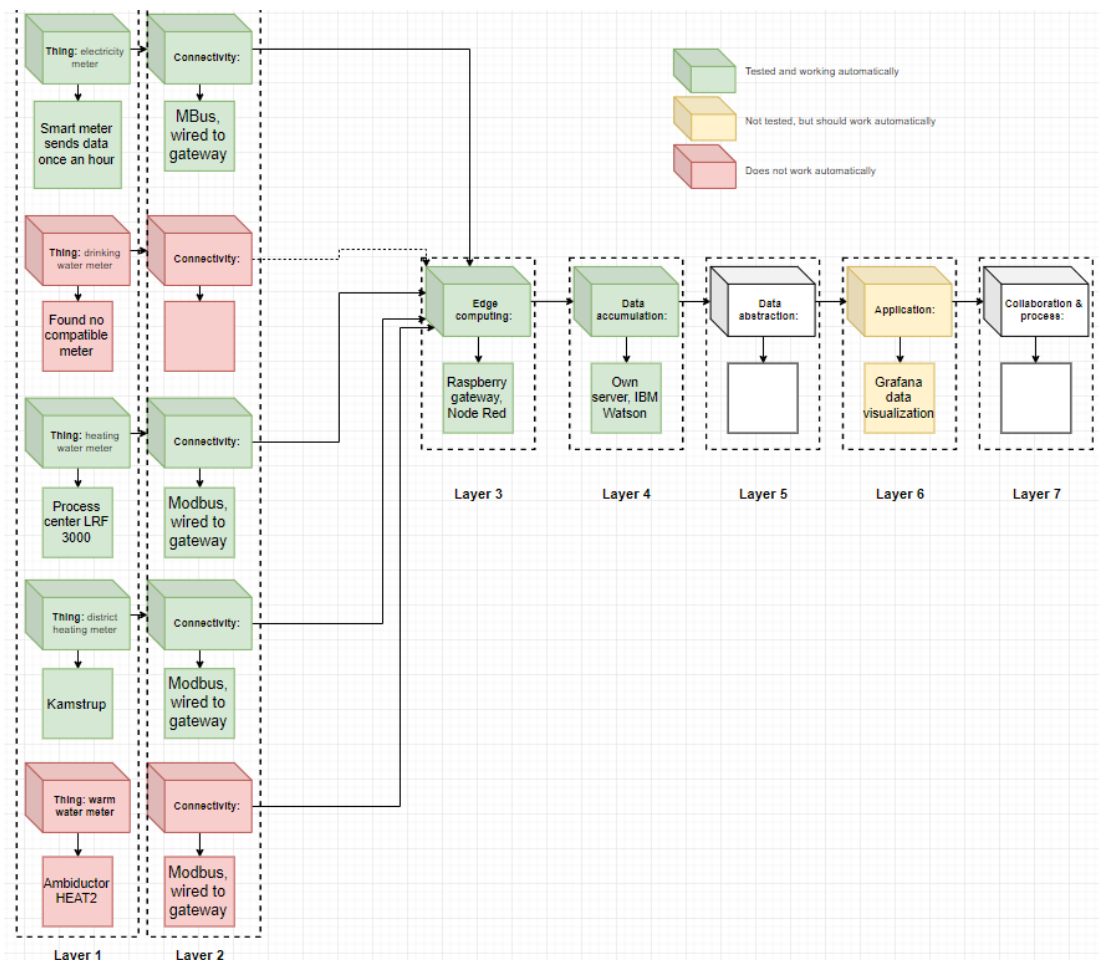 Thing: electricity
meter
Connectivity:
Smart meter
sends data
once an hour
MBus,
wired to
gateway
Tested and working automatically
Not tested, but should work automatically
Does not work automatically
Thing: drinking
water meter
Connectivity:
Found no
compatible
meter
Edge
computing:
Data
accumulation:
Data
abstraction:
Application:
Collaboration &
process:
Raspberry
gateway,
Node Red
Own
server, IBM
Watson
Grafana
data
visualization
Thing: heating
water meter
Connectivity:
Process
center LRF
3000
Modbus,
wired to
gateway
Layer 3
Layer 4
Layer 5
Layer 6
Layer 7
Thing: district
heating meter
Connectivity:
Kamstrup
Modbus,
wired to
gateway
Thing: warm
water meter
Connectivity:
Ambiductor
HEAT2
Modbus,
wired to
gateway
Layer 1
Layer 2